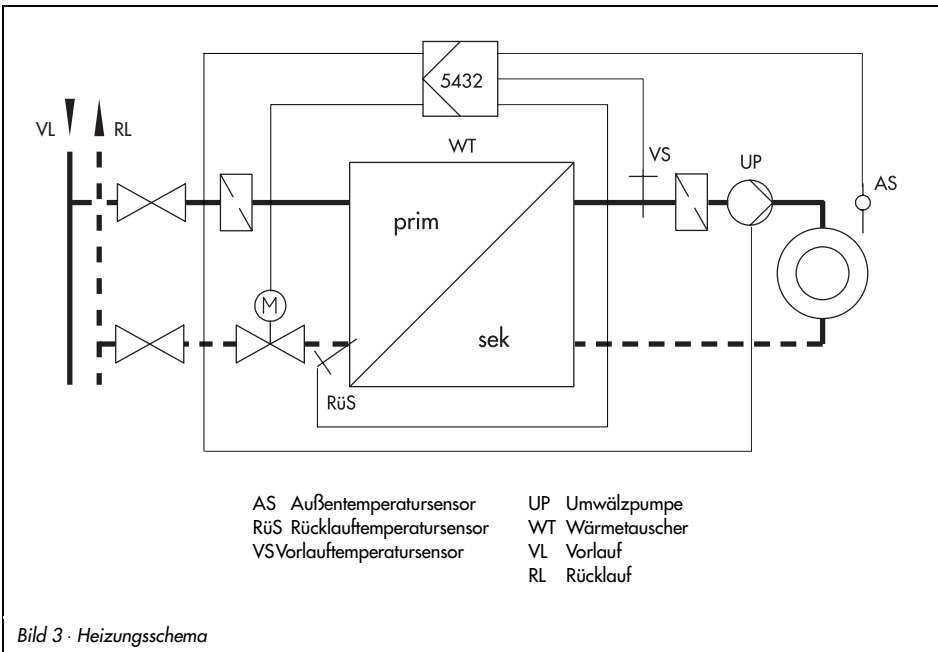 5432
VL
RL
WT
VS
UP
AS
prim
M
sek
RüS
AS Außentemperatursensor
RüS Rücklauftemperatursensor
VSVorlauftemperatursensor
UP Umwälzpumpe
WT Wärmetauscher
VL Vorlauf
RL Rücklauf
Bild 3 · Heizungsschema